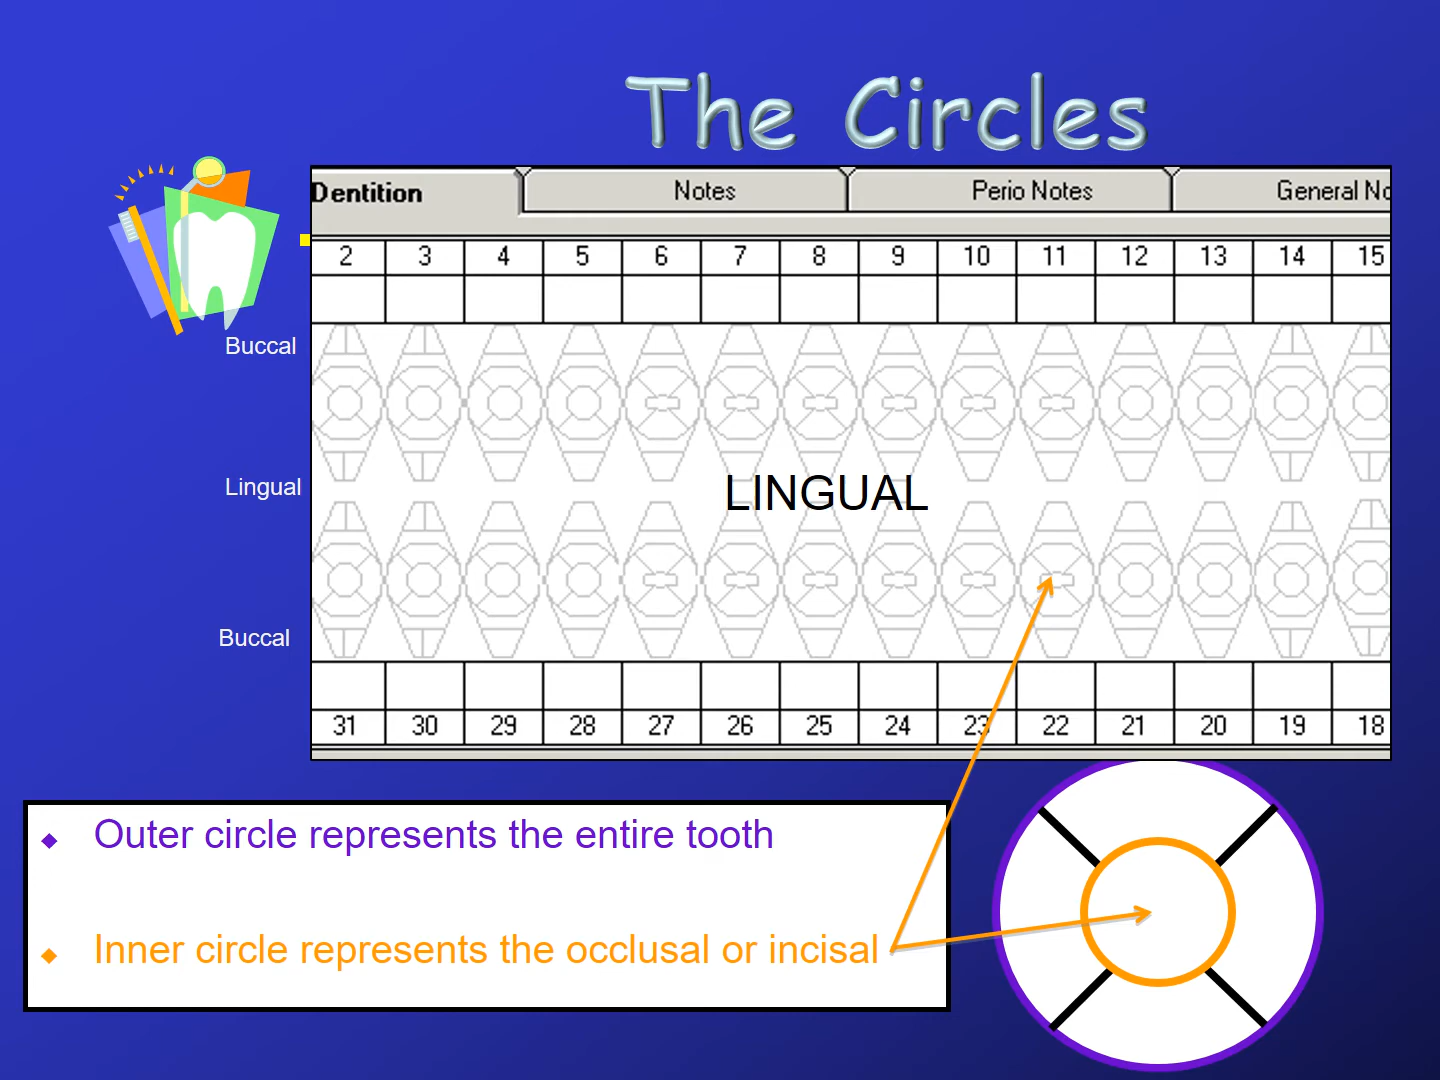 The Circles
Dentition Notes Perio Notes General No
2 3 4 5 6 7 8 9 10 11 12 13 14 15
Buccal
Lingual
LINGUAL
Buccal
31 30 29 28 27 26 25 24 23 22 21 20 19 18
Outer circle represents the entire tooth
Inner circle represents the occlusal or incisal